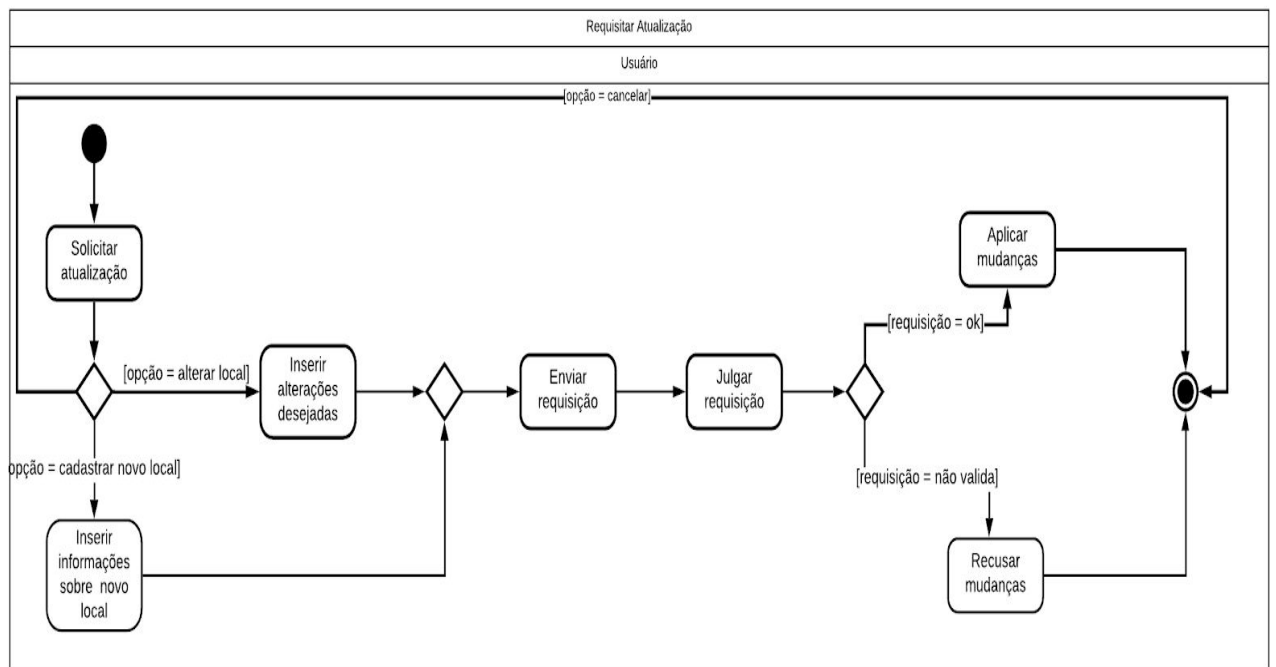 Requisitar Atualização
Usuário
[opção = cancelar]
Solicitar
atualização
[opção = alterar local]
Inserir
alterações
desejadas
opção = cadastrar novo local]
Inserir
informações
sobre novo
local
Enviar
requisição
Julgar
requisição
[requisição = ok]
Aplicar
mudanças
[requisição = não valida]
Recusar
mudanças